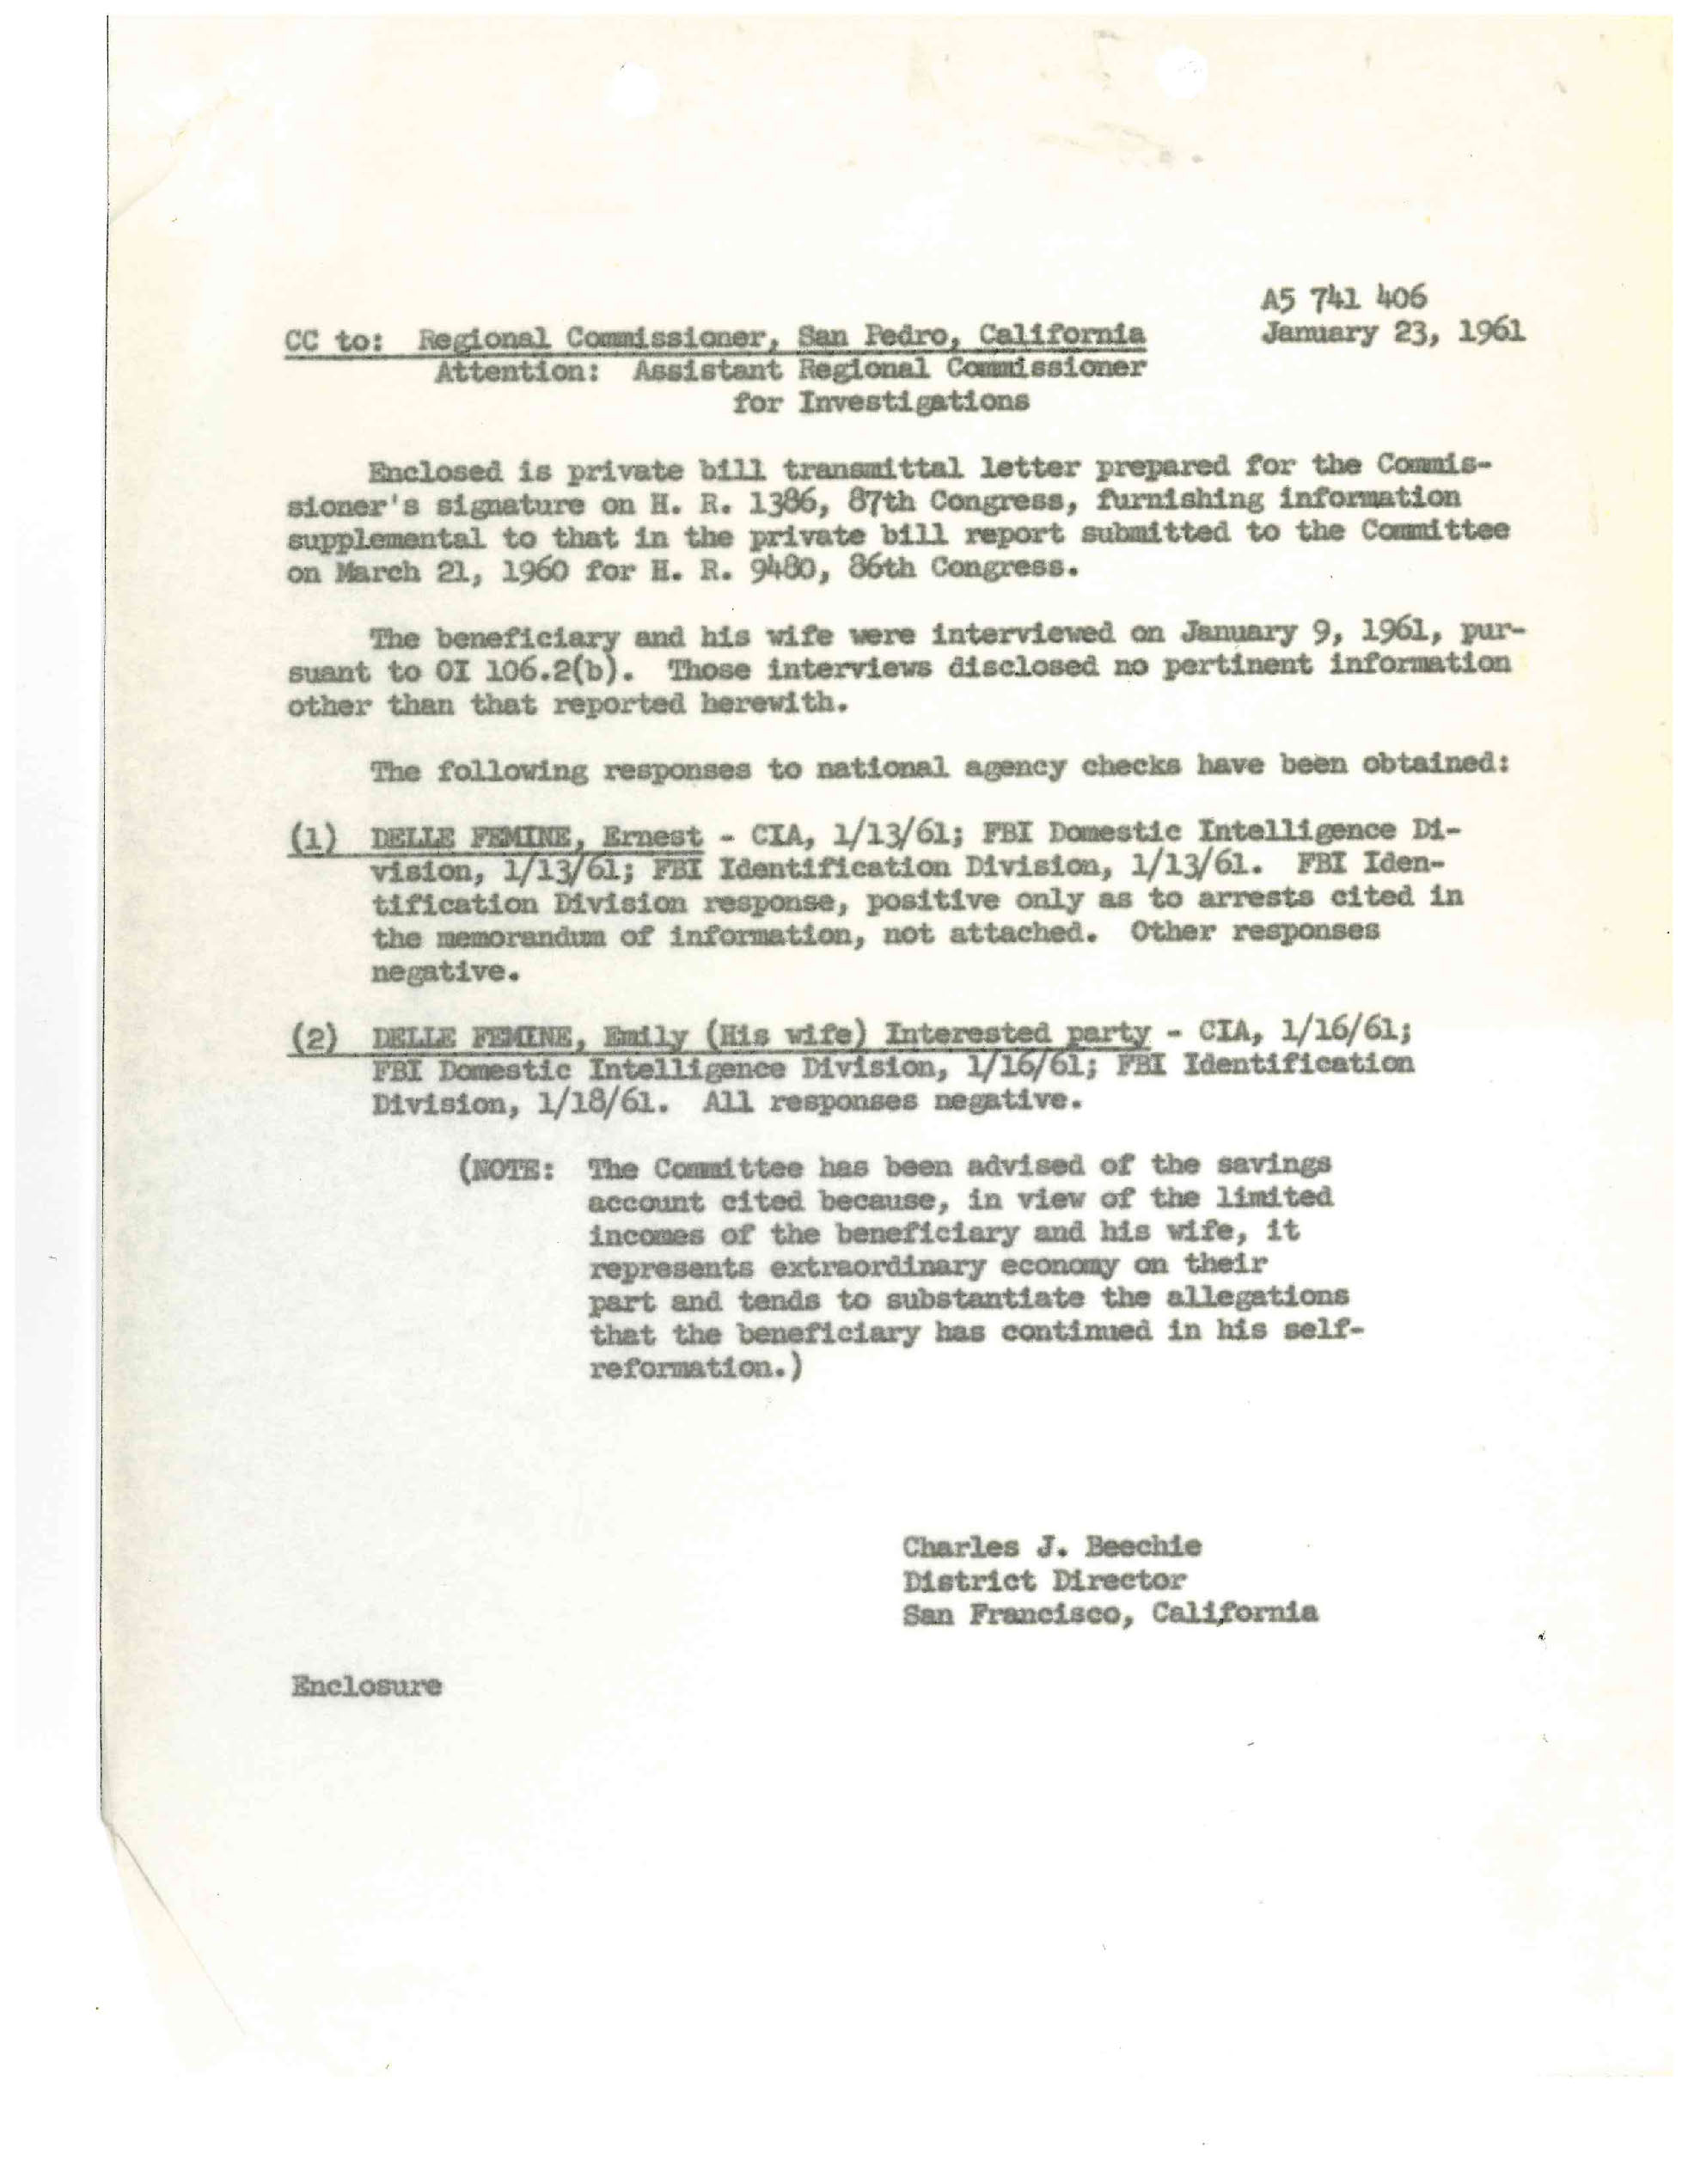 A5 741 406
CC to: Regional Commissioner, San Pedro, California January 23, 1961
Attention: Assistant Regional Commissioner
for Investigations
Enclosed is private bill transmittal letter prepared for the Commis-
sioner's signature on H. R. 1386, 87th Congress, furnishing information
supplemental to that in the private bill report submitted to the Committee
on March 21, 1960 for H. R. 9480, 86th Congress.
The beneficiary and his wife were interviewed on January 9, 1961, pur-
suant to OI 106.2(b). Those interviews disclosed no pertinent information
other than that reported herewith.
The following responses to national agency checks have been obtained:
(1) DELLE FEMINE, Ernest - CIA, 1/13/61; FBI Domestic Intelligence Di-
vision, 1/13/61; FBI Identification Division, 1/13/61. FBI Iden-
tification Division response, positive only as to arrests cited in
the memorandum of information, not attached. Other responses
negative.
(2) DELLE FEMINE, Emily (His wife) Interested party - CIA, 1/16/61;
FBI Domestic Intelligence Division, 1/16/61; FBI Identification
Division, 1/18/61. All responses negative.
(NOTE: The Committee has been advised of the savings
account cited because, in view of the limited
incomes of the beneficiary and his wife, it
represents extraordinary economy on their
part and tends to substantiate the allegations
that the beneficiary has continued in his self-
reformation.)
Charles J. Beechie
District Director
San Francisco, California
Enclosure